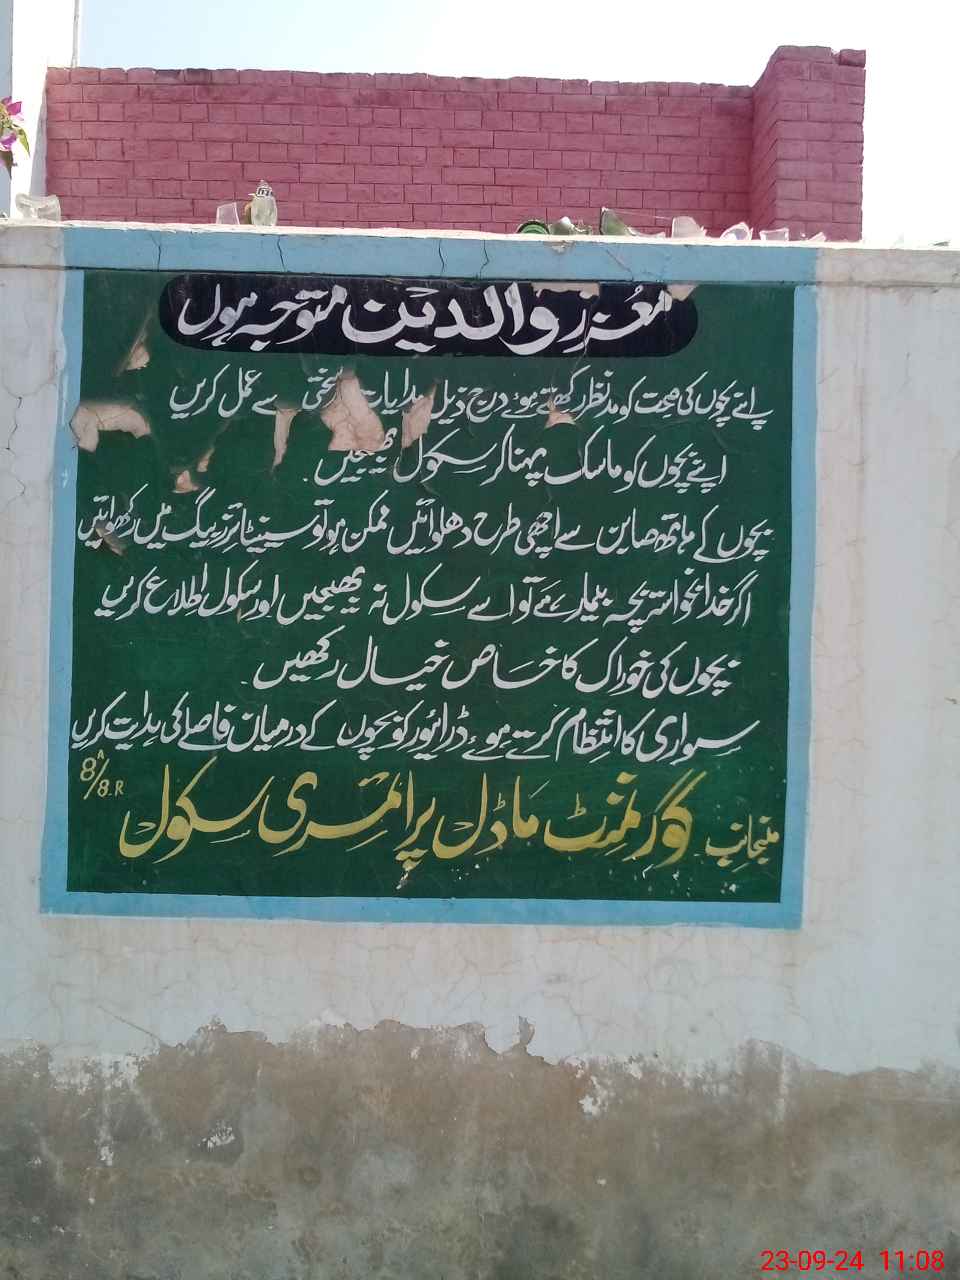 معزز والدین متوجہ ہوں
اپنے بچوں کی صحت کو مدنظر رکھتے ہوئے درج ذیل ہدایات سختی سے عمل کریں
اپنے بچوں کو ماسک پہنا کر سکول بھیجیں
بچوں کے ہاتھ صابن سے اچھی طرح دھلوائیں ممکن ہو تو سینیٹائزر بیگ میں رکھوائیں
اگر خدانخواستہ بچہ بیمار ہے تو اسے سکول نہ بھیجیں اور سکول اطلاع کریں
بچوں کی خوراک کا خاص خیال رکھیں
سواری کا انتظام کرتے ہوئے ڈرائیور کو بچوں کے درمیان فاصلے کی ہدایت کریں
منجانب گورنمنٹ ماڈل پرائمری سکول 8A/8-R
23-09-24 11:08